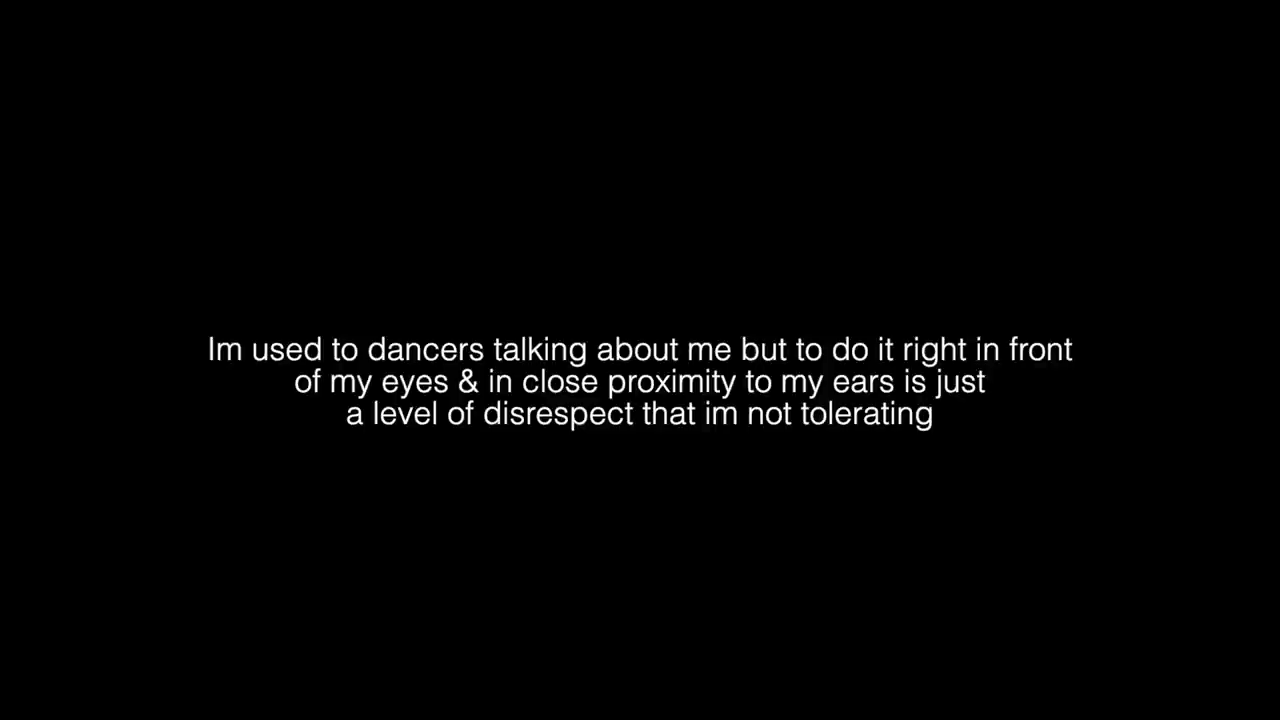 Im used to dancers talking about me but to do it right in front
of my eyes & in close proximity to my ears is just
a level of disrespect that im not tolerating